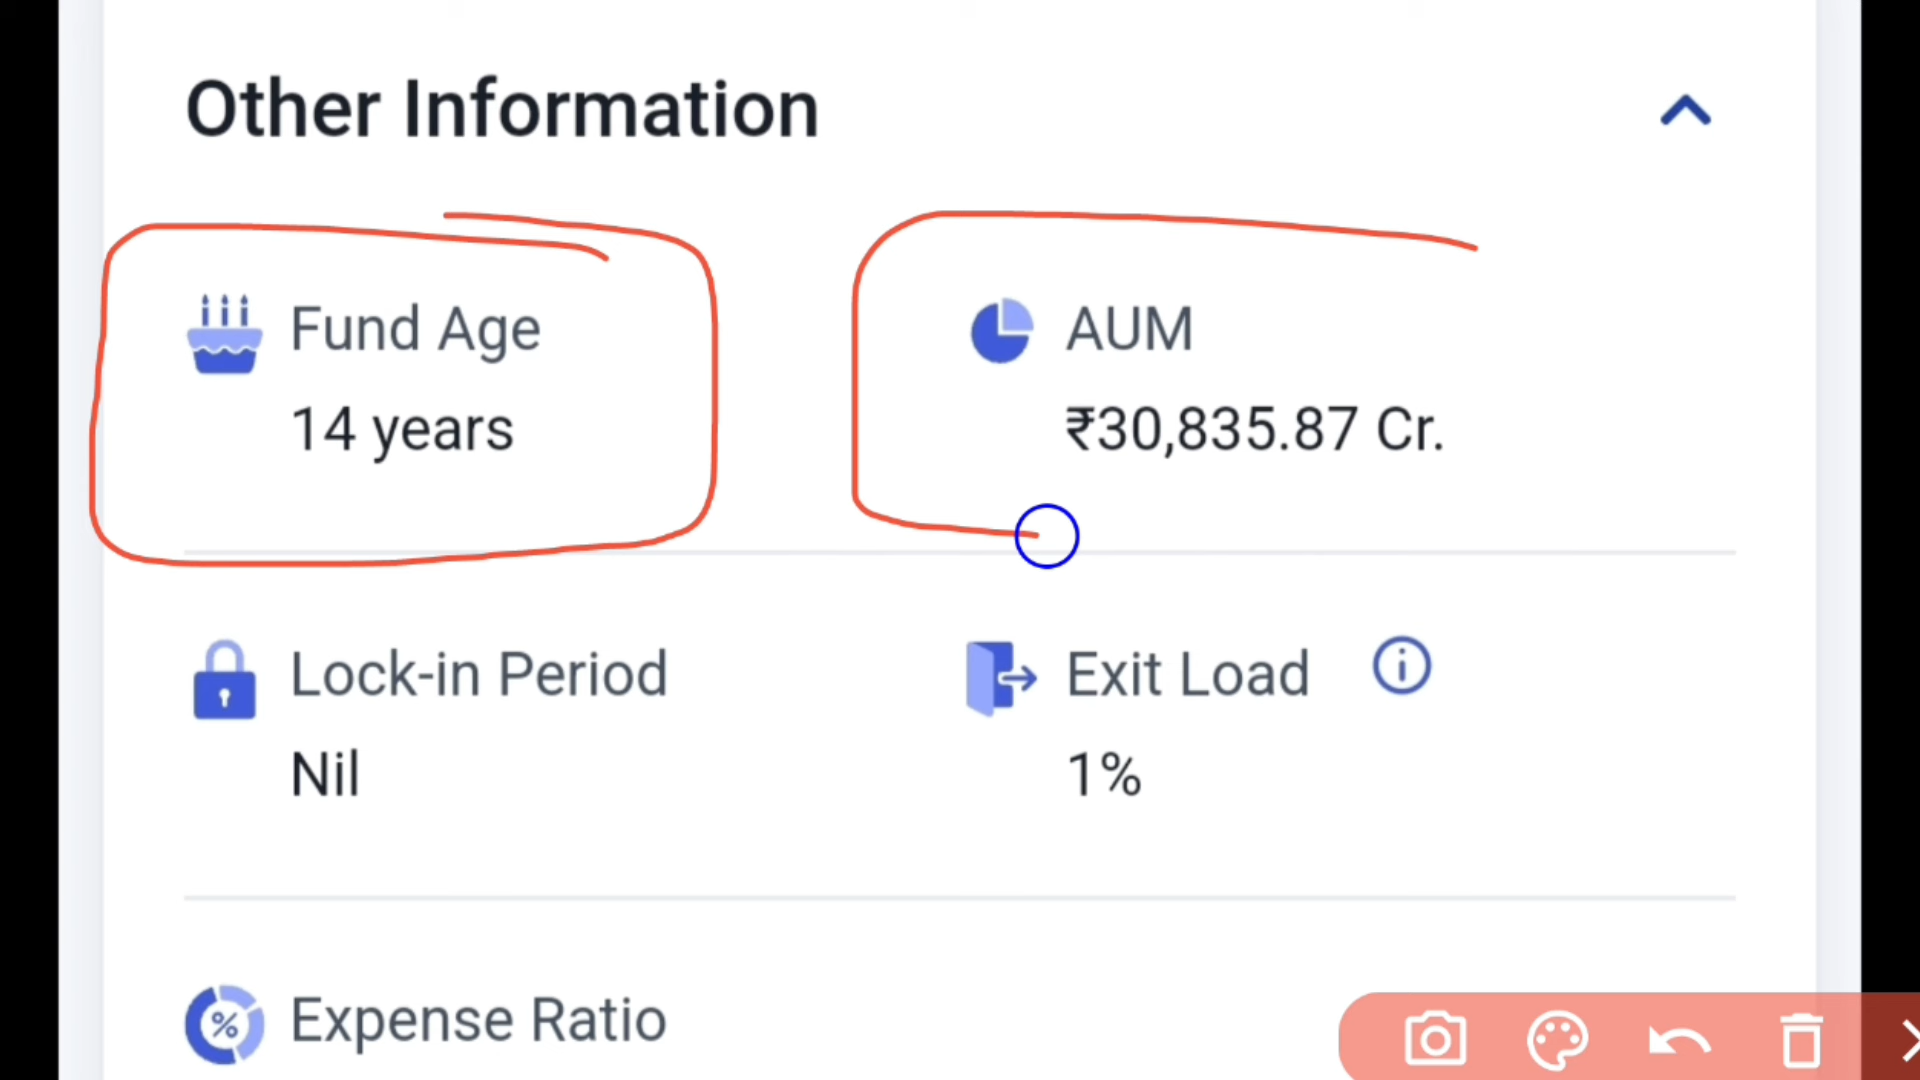 Other Information
Fund Age
14 years
AUM
₹30,835.87 Cr.
Lock-in Period
Nil
Exit Load
1%
Expense Ratio